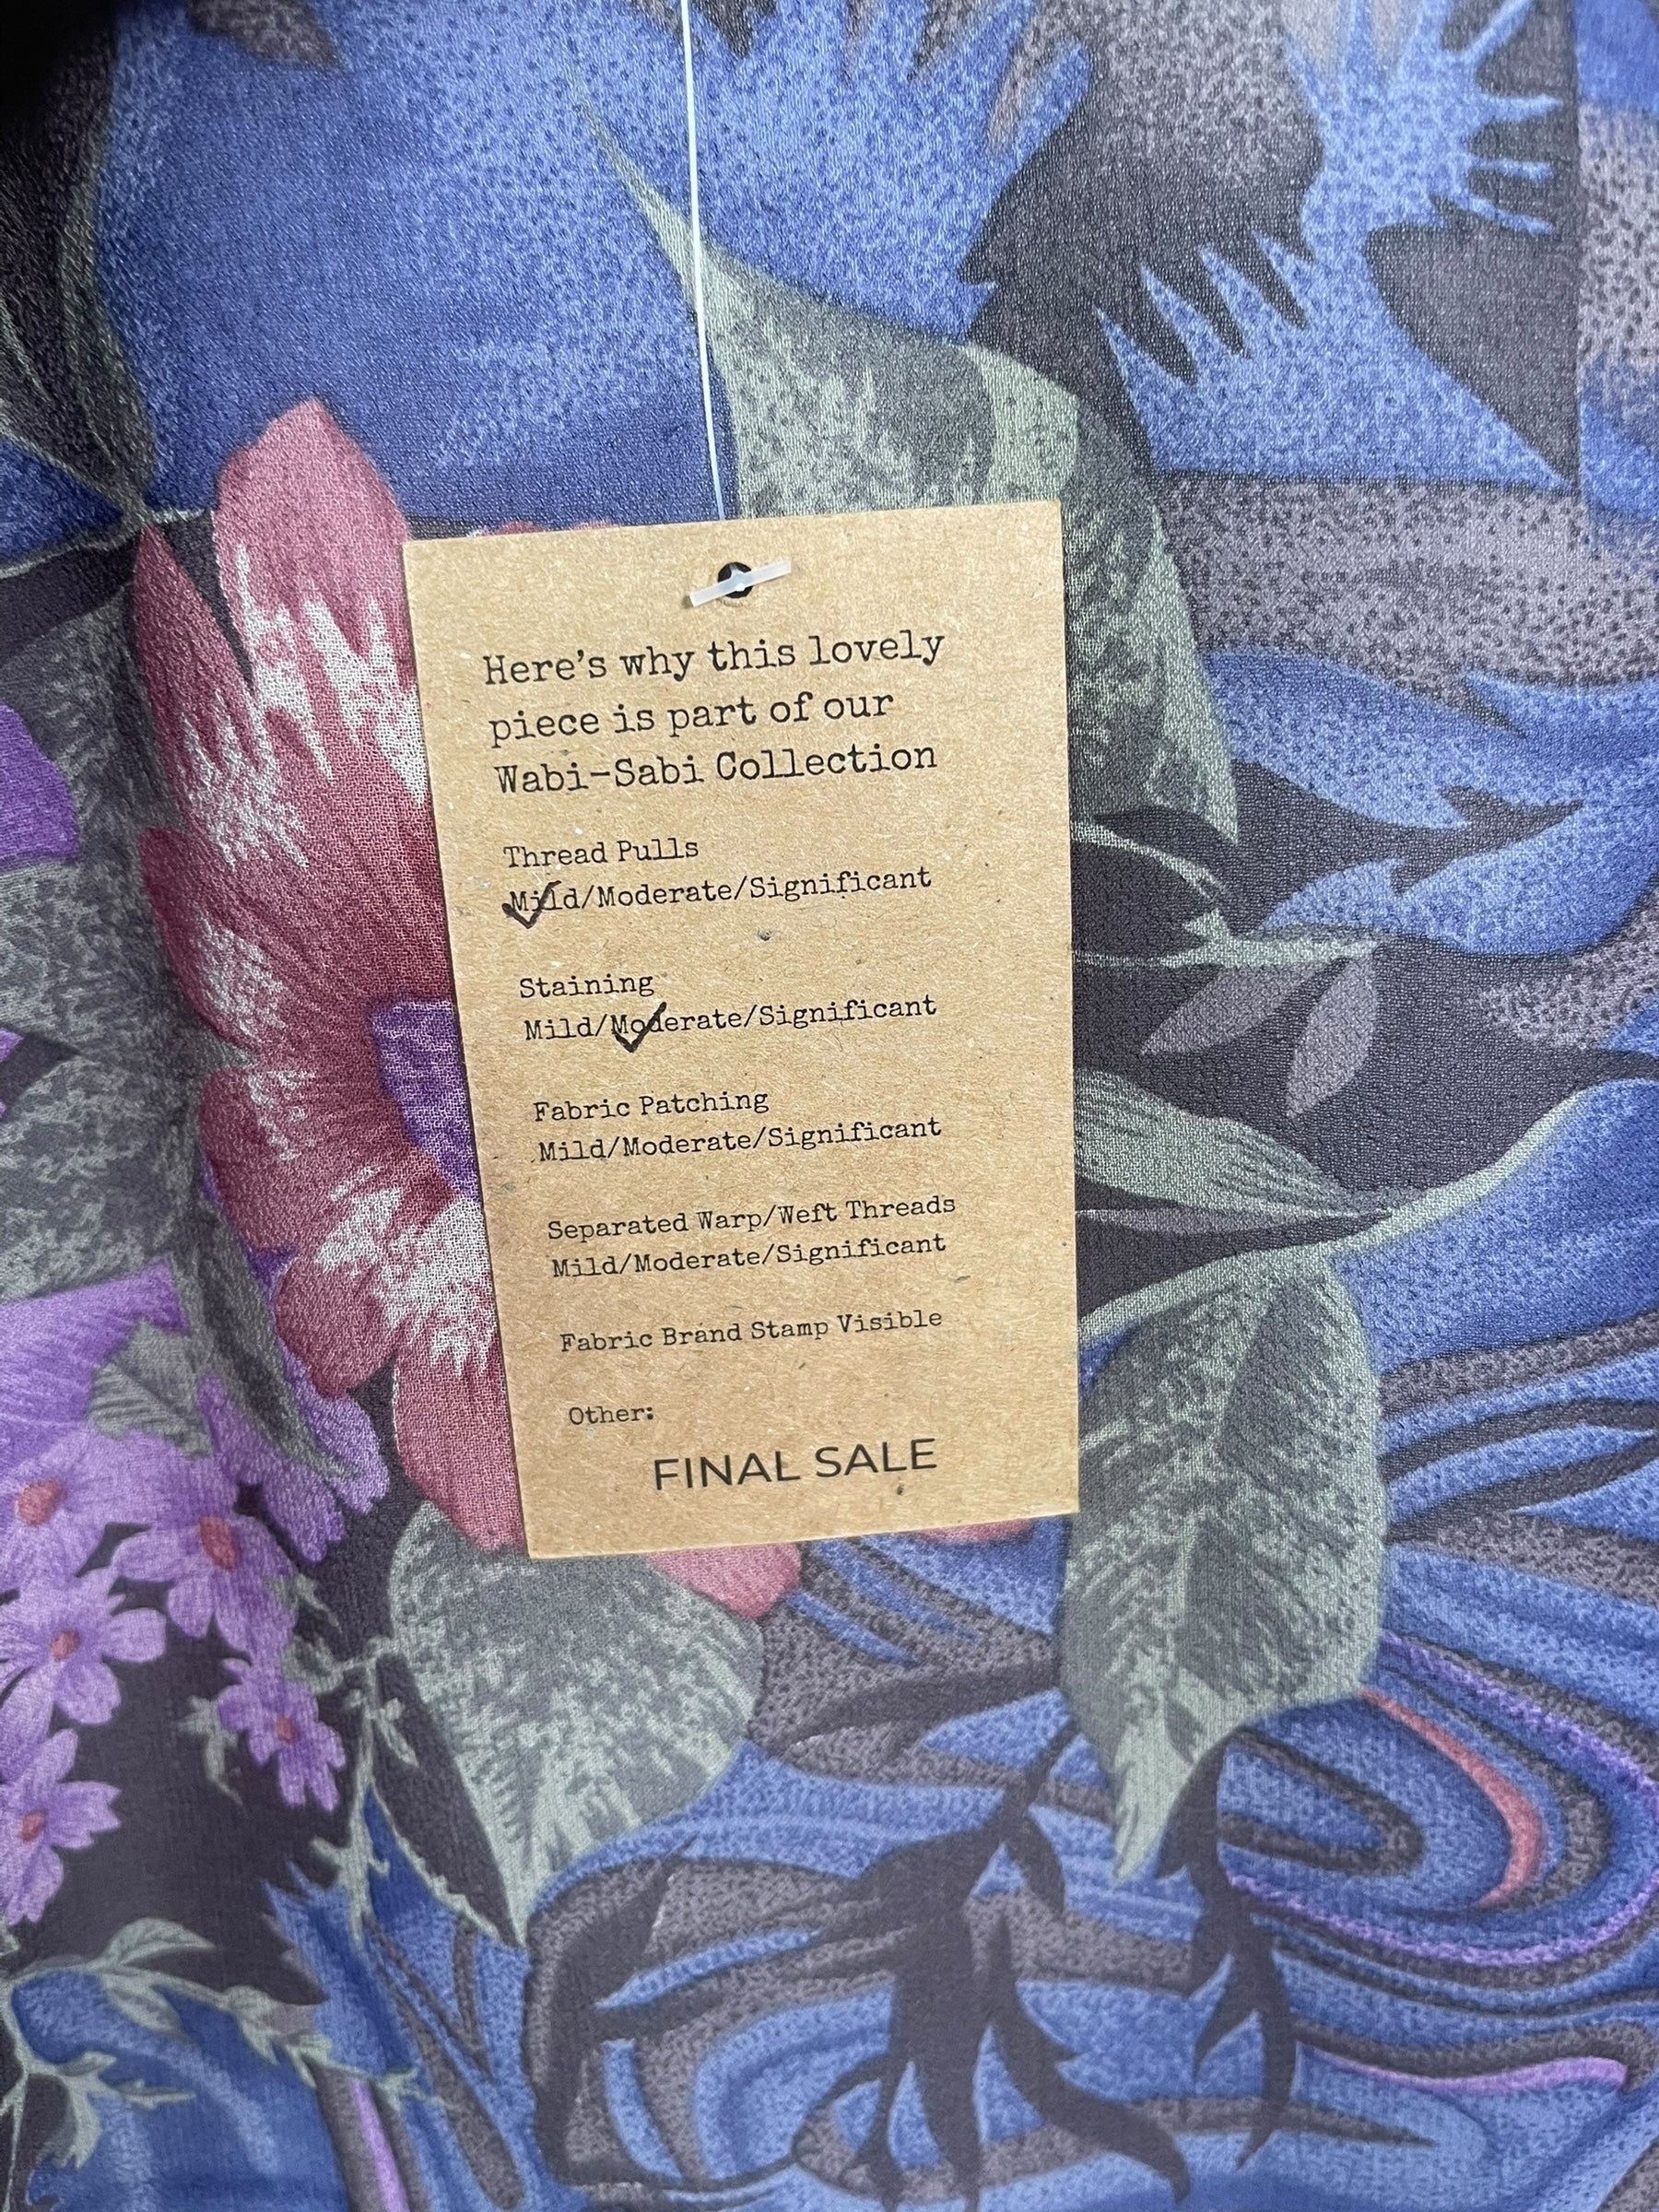 Here's why this lovely
piece is part of our
Wabi-Sabi Collection
Thread Pulls
Mild/Moderate/Significant
Staining
Mild/Moderate/Significant
Fabric Patching
Mild/Moderate/Significant
Separated Warp/Weft Threads
Mild/Moderate/Significant
Fabric Brand Stamp Visible
Other:
FINAL SALE